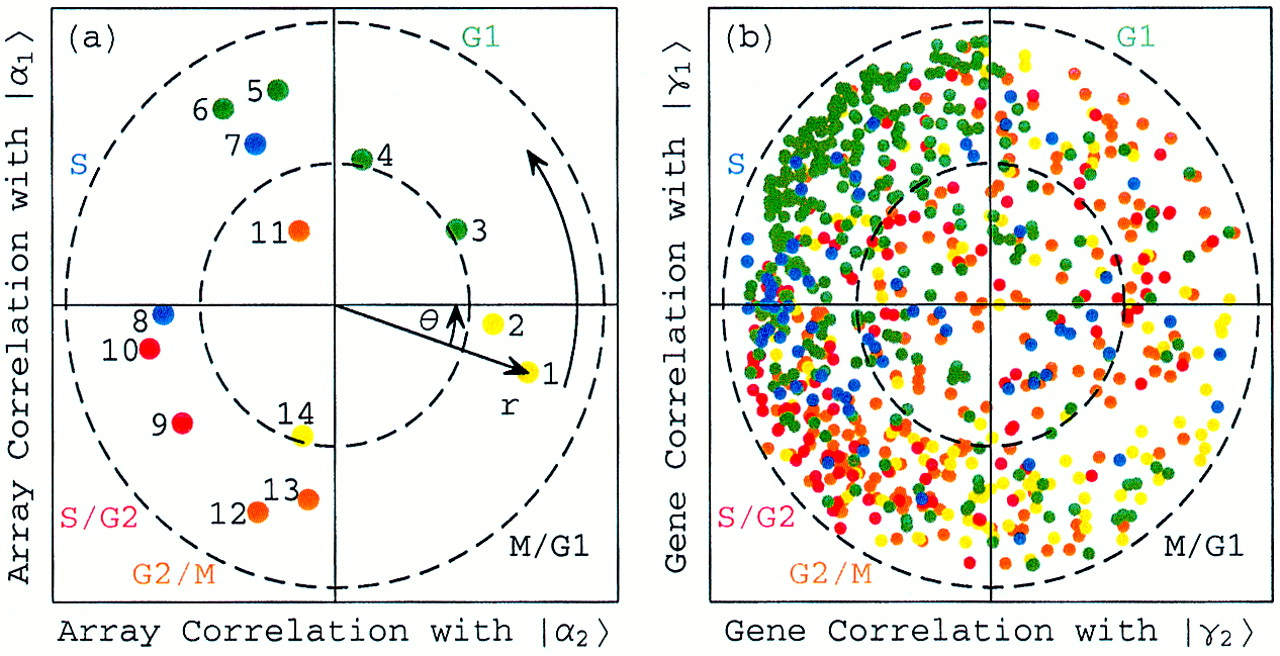 (a)
G1
5
6
7
4
S
11
3
θ
2
8
10
1
r
9
14
13
12
S/G2
G2/M
M/G1
Array Correlation with |α1⟩
Array Correlation with |α2⟩
(b)
G1
S
S/G2
G2/M
M/G1
Gene Correlation with |γ1⟩
Gene Correlation with |γ2⟩